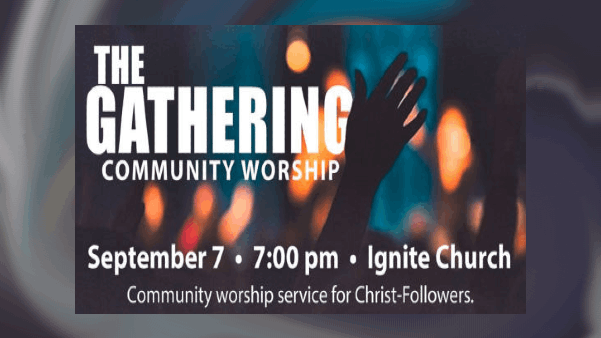 THE
GATHERING
COMMUNITY WORSHIP
September 7 • 7:00 pm • Ignite Church
Community worship service for Christ-Followers.